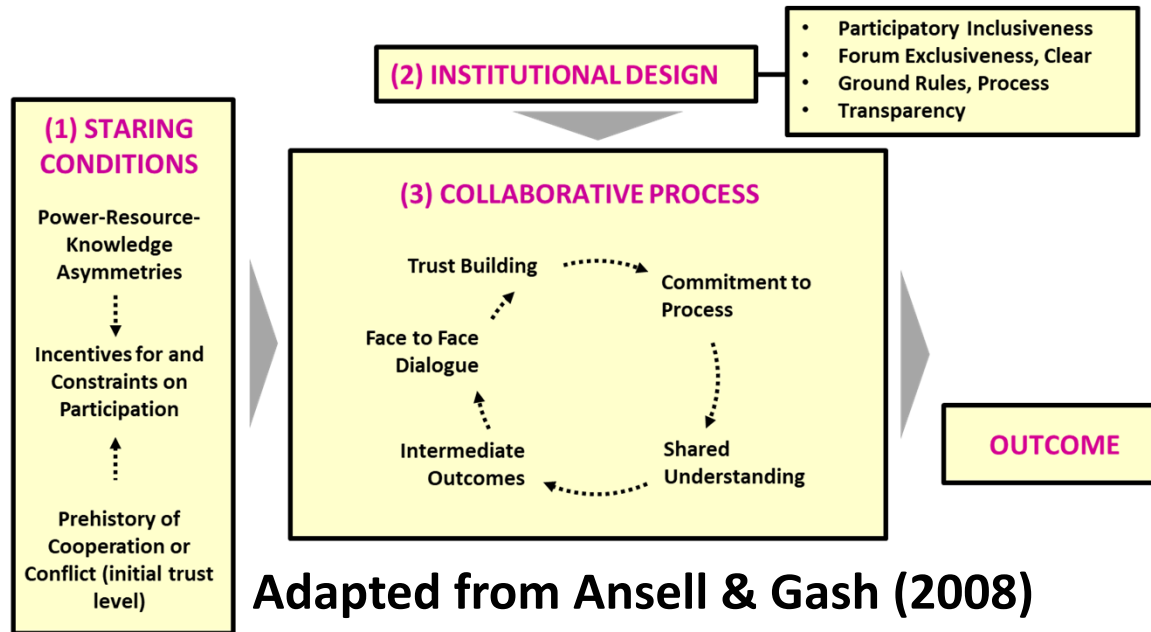 (1) STARING
CONDITIONS
Power-Resource-
Knowledge
Asymmetries
Incentives for and
Constraints on
Participation
Prehistory of
Cooperation or
Conflict (initial trust
level)
(2) INSTITUTIONAL DESIGN
• Participatory Inclusiveness
• Forum Exclusiveness, Clear
• Ground Rules, Process
• Transparency
(3) COLLABORATIVE PROCESS
Trust Building
Commitment to
Process
Shared
Understanding
Intermediate
Outcomes
Face to Face
Dialogue
OUTCOME
Adapted from Ansell & Gash (2008)